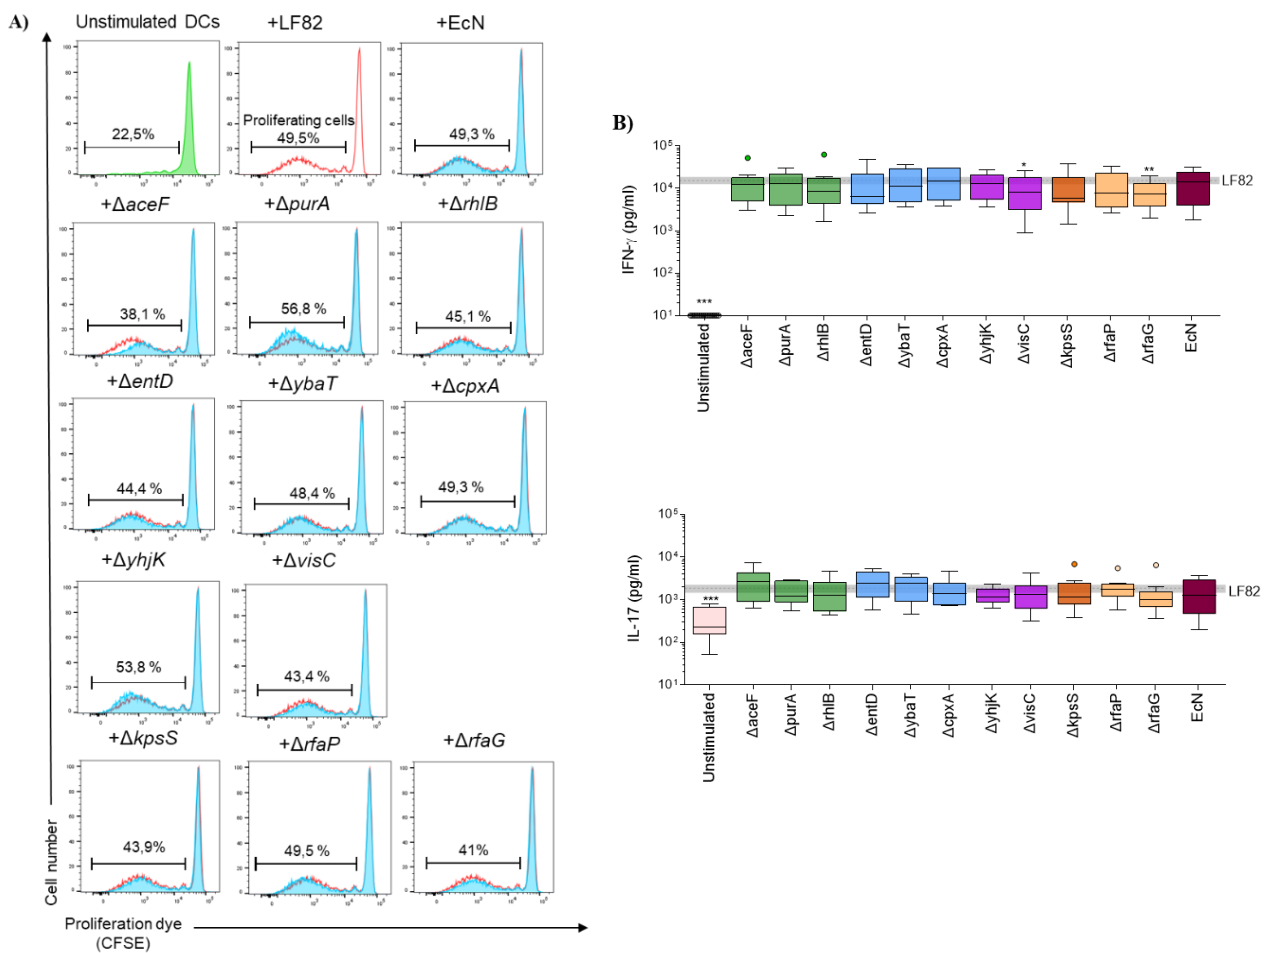 A)
Unstimulated DCs
+LF82
+EcN
22,5%
Proliferating cells
49,5%
49,3 %
+ΔaceF
+ΔpurA
+ΔrhlB
38,1 %
56,8 %
45,1 %
+ΔentD
+ΔybaT
+ΔcpxA
44,4 %
48,4 %
49,3 %
+ΔyhjK
+ΔvisC
53,8 %
43,4 %
+ΔkpsS
+ΔrfaP
+ΔrfaG
43,9%
49,5 %
41%
Cell number
Proliferation dye
(CFSE)
B)
IFN-γ (pg/ml)
10⁵
10⁴
10³
10²
10¹
***
*
**
LF82
Unstimulated
ΔaceF
ΔpurA
ΔrhlB
ΔentD
ΔybaT
ΔcpxA
ΔyhjK
ΔvisC
ΔkpsS
ΔrfaP
ΔrfaG
EcN
IL-17 (pg/ml)
10⁵
10⁴
10³
10²
10¹
***
LF82
Unstimulated
ΔaceF
ΔpurA
ΔrhlB
ΔentD
ΔybaT
ΔcpxA
ΔyhjK
ΔvisC
ΔkpsS
ΔrfaP
ΔrfaG
EcN